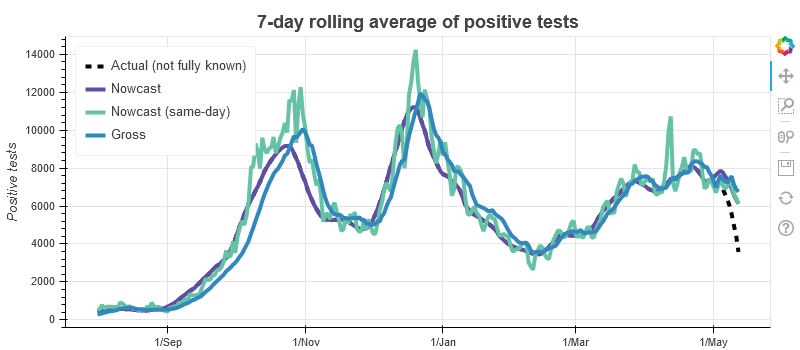 7-day rolling average of positive tests
Actual (not fully known)
Nowcast
Nowcast (same-day)
Gross
Positive tests
14000
12000
10000
8000
6000
4000
2000
0
1/Sep
1/Nov
1/Jan
1/Mar
1/May